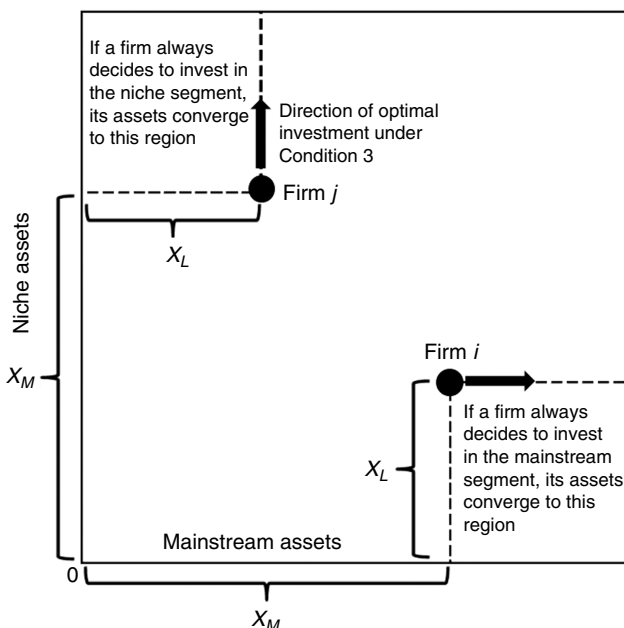 If a firm always
decides to invest in
the niche segment,
its assets converge
to this region
Direction of optimal
investment under
Condition 3
Firm j
X_L
Niche assets
X_M
Firm i
If a firm always
decides to invest
in the mainstream
segment, its assets
converge to this
region
X_L
Mainstream assets
0
X_M